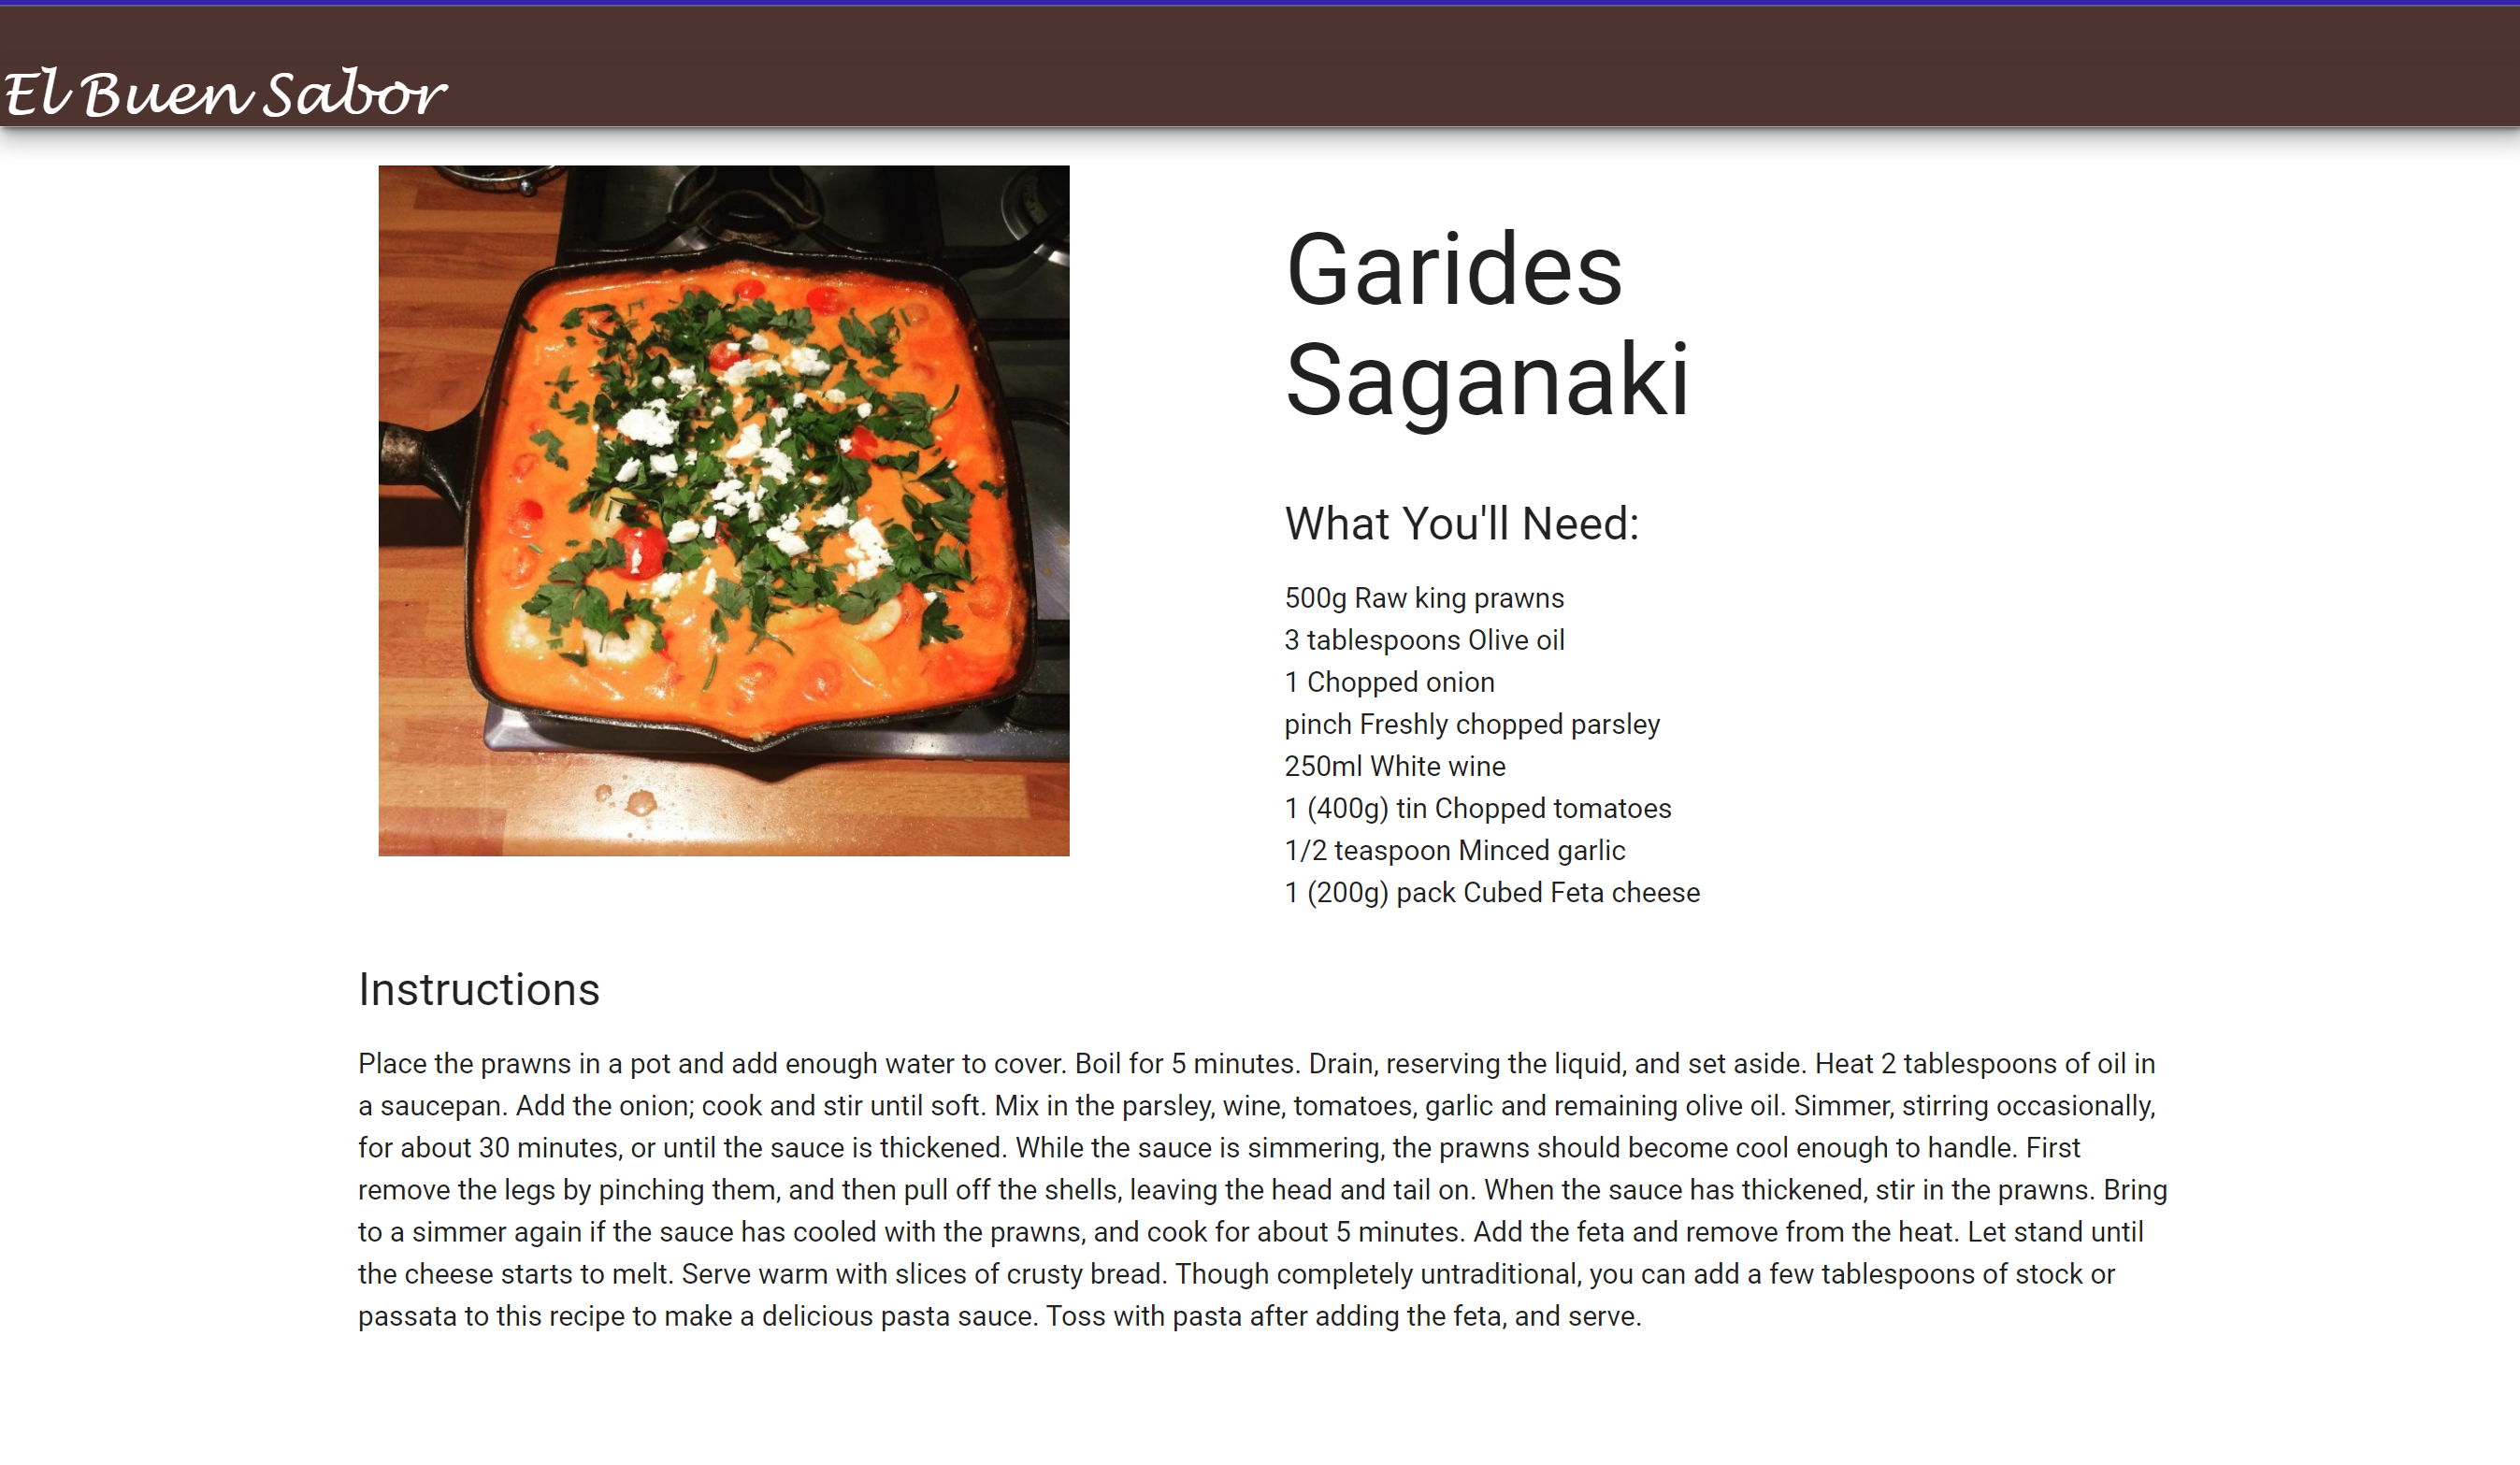 El Buen Sabor
Garides
Saganaki
What You'll Need:
500g Raw king prawns
3 tablespoons Olive oil
1 Chopped onion
pinch Freshly chopped parsley
250ml White wine
1 (400g) tin Chopped tomatoes
1/2 teaspoon Minced garlic
1 (200g) pack Cubed Feta cheese
Instructions
Place the prawns in a pot and add enough water to cover. Boil for 5 minutes. Drain, reserving the liquid, and set aside. Heat 2 tablespoons of oil in
a saucepan. Add the onion; cook and stir until soft. Mix in the parsley, wine, tomatoes, garlic and remaining olive oil. Simmer, stirring occasionally,
for about 30 minutes, or until the sauce is thickened. While the sauce is simmering, the prawns should become cool enough to handle. First
remove the legs by pinching them, and then pull off the shells, leaving the head and tail on. When the sauce has thickened, stir in the prawns. Bring
to a simmer again if the sauce has cooled with the prawns, and cook for about 5 minutes. Add the feta and remove from the heat. Let stand until
the cheese starts to melt. Serve warm with slices of crusty bread. Though completely untraditional, you can add a few tablespoons of stock or
passata to this recipe to make a delicious pasta sauce. Toss with pasta after adding the feta, and serve.